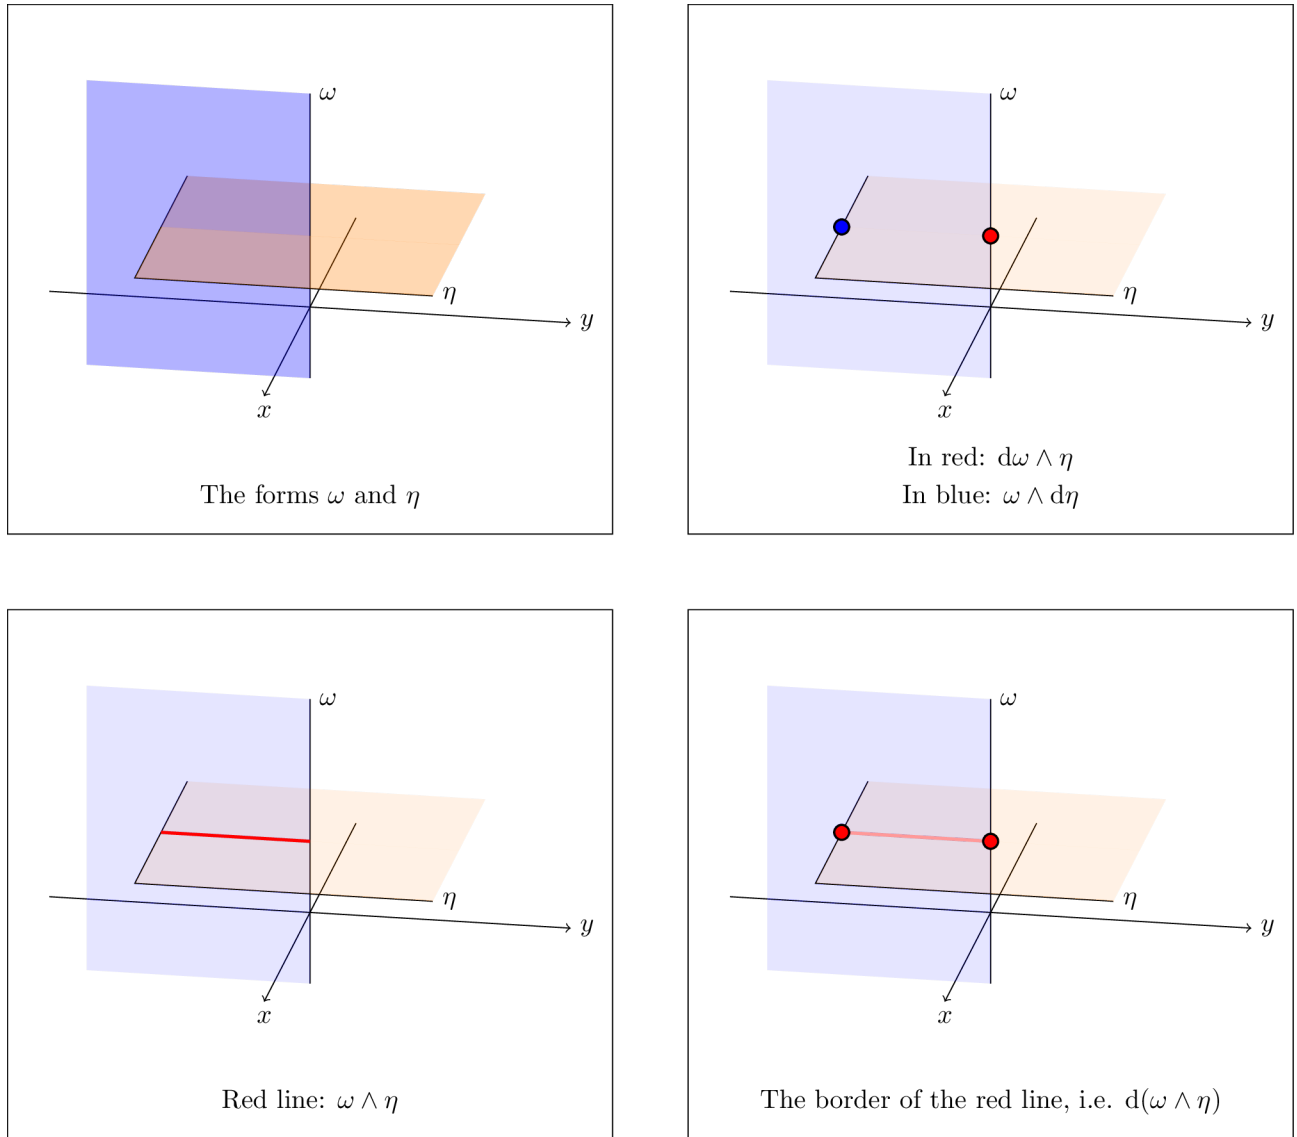 ω
η
y
x
The forms ω and η
ω
η
y
x
In red: dω ∧ η
In blue: ω ∧ dη
ω
η
y
x
Red line: ω ∧ η
ω
η
y
x
The border of the red line, i.e. d(ω ∧ η)